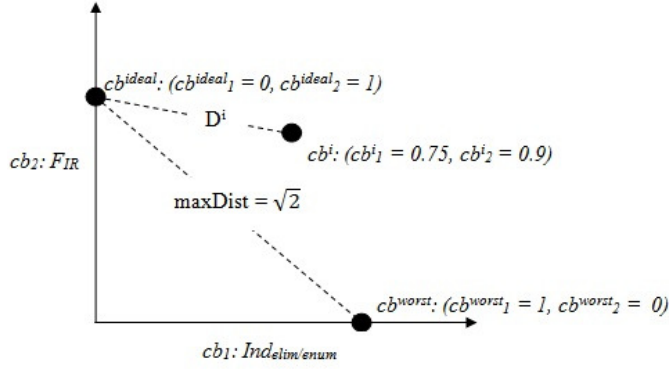 cb^ideal: (cb^ideal_1 = 0, cb^ideal_2 = 1)
D^i
cb^i: (cb^i_1 = 0.75, cb^i_2 = 0.9)
cb_2: F_IR
maxDist = √2
cb^worst: (cb^worst_1 = 1, cb^worst_2 = 0)
cb_1: Ind_elim/enum